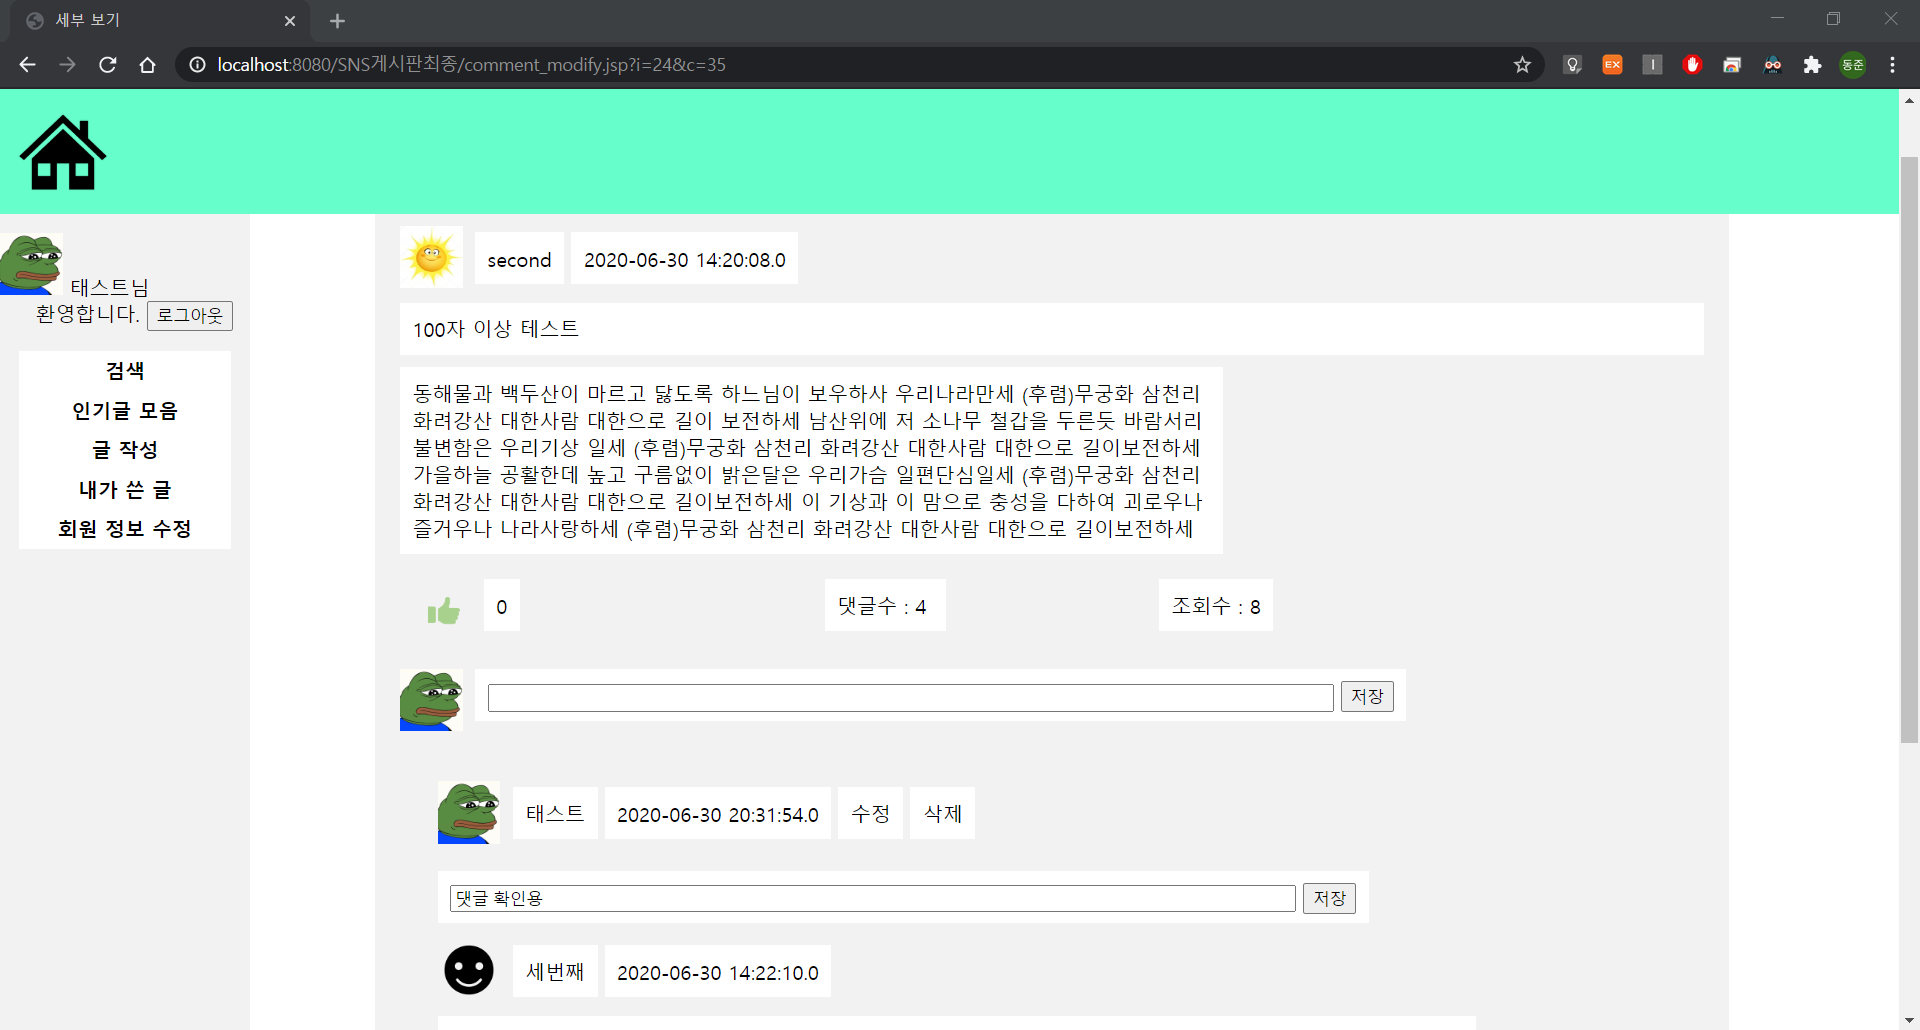 세부 보기
localhost:8080/SNS게시판최종/comment_modify.jsp?i=24&c=35
EX
동준
태스트님
환영합니다. 로그아웃
검색
인기글 모음
글 작성
내가 쓴 글
회원 정보 수정
second 2020-06-30 14:20:08.0
100자 이상 테스트
동해물과 백두산이 마르고 닳도록 하느님이 보우하사 우리나라만세 (후렴)무궁화 삼천리
화려강산 대한사람 대한으로 길이 보전하세 남산위에 저 소나무 철갑을 두른듯 바람서리
불변함은 우리기상 일세 (후렴)무궁화 삼천리 화려강산 대한사람 대한으로 길이보전하세
가을하늘 공활한데 높고 구름없이 밝은달은 우리가슴 일편단심일세 (후렴)무궁화 삼천리
화려강산 대한사람 대한으로 길이보전하세 이 기상과 이 맘으로 충성을 다하여 괴로우나
즐거우나 나라사랑하세 (후렴)무궁화 삼천리 화려강산 대한사람 대한으로 길이보전하세
0 댓글수 : 4 조회수 : 8
저장
태스트 2020-06-30 20:31:54.0 수정 삭제
댓글 확인용 저장
세번째 2020-06-30 14:22:10.0